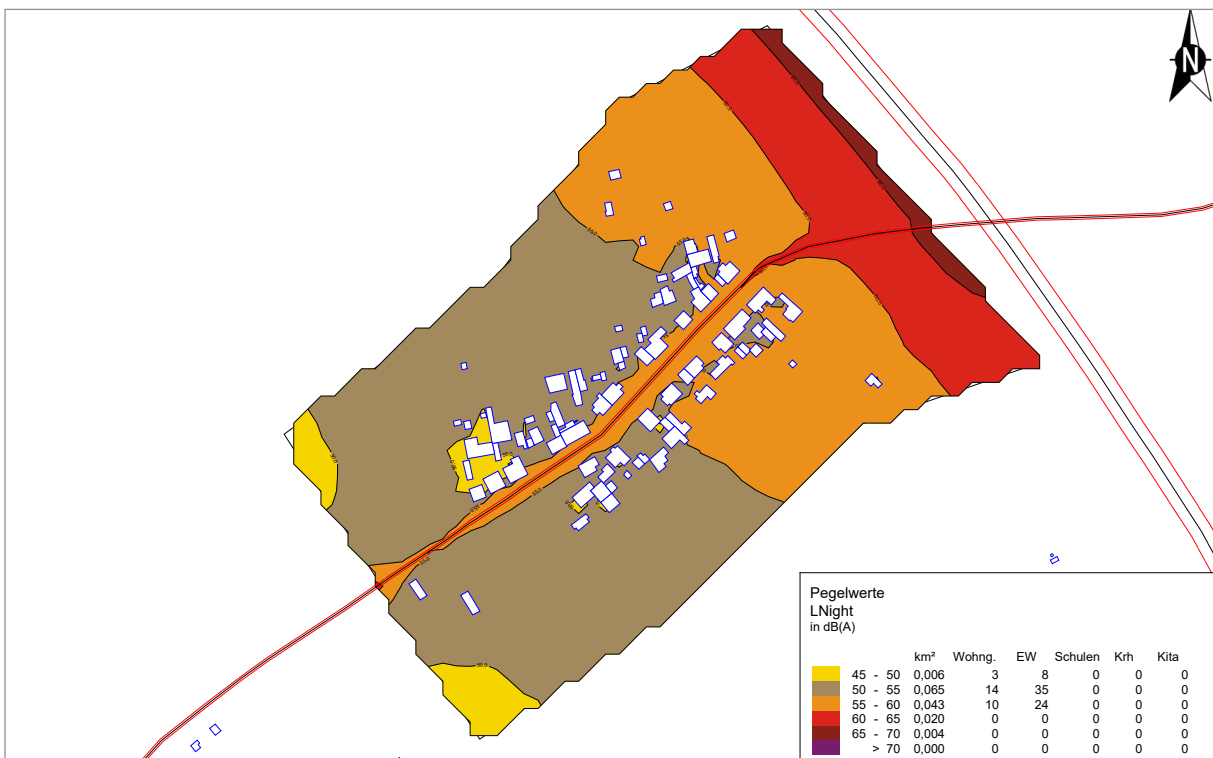 N
Pegelwerte
LNight
in dB(A)
km² Wohng. EW Schulen Krh Kita
45 - 50 0,006 3 8 0 0 0
50 - 55 0,065 14 35 0 0 0
55 - 60 0,043 10 24 0 0 0
60 - 65 0,020 0 0 0 0 0
65 - 70 0,004 0 0 0 0 0
> 70 0,000 0 0 0 0 0